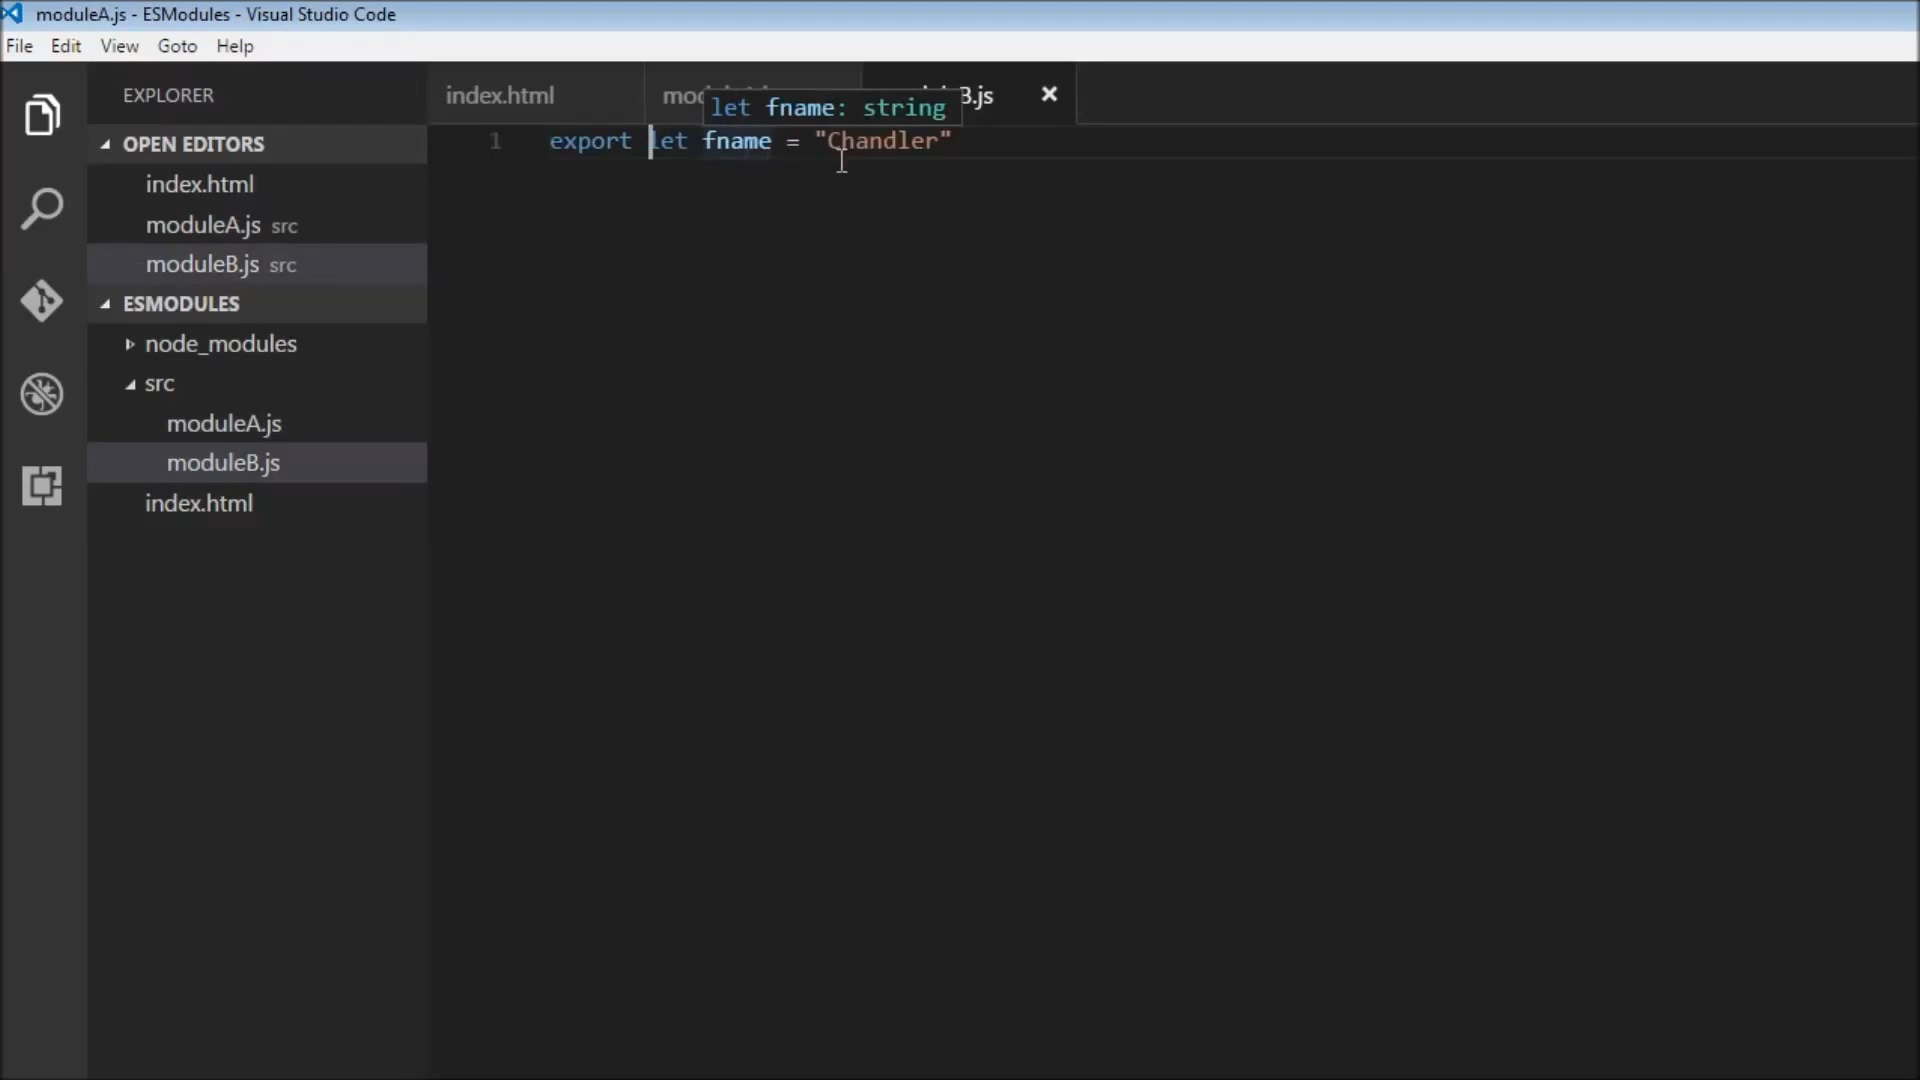 moduleA.js - ESModules - Visual Studio Code
File Edit View Goto Help
EXPLORER
OPEN EDITORS
index.html
moduleA.js src
moduleB.js src
ESMODULES
node_modules
src
moduleA.js
moduleB.js
index.html
index.html
let fname: string
1 export let fname = "Chandler"